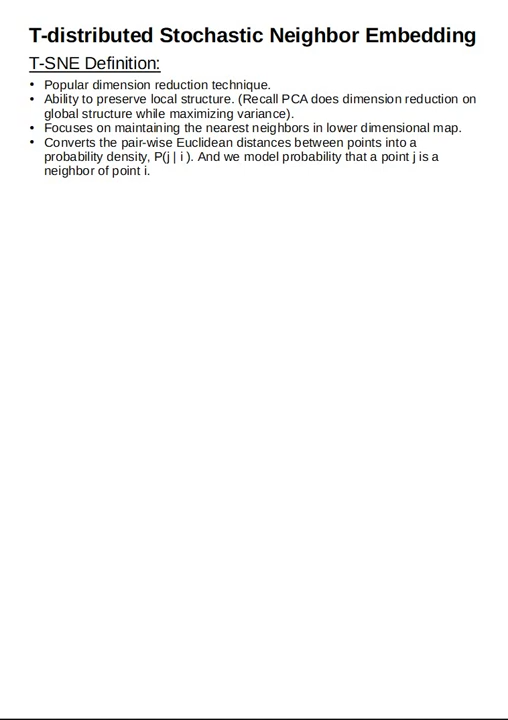 T-distributed Stochastic Neighbor Embedding
T-SNE Definition:
• Popular dimension reduction technique.
• Ability to preserve local structure. (Recall PCA does dimension reduction on
global structure while maximizing variance).
• Focuses on maintaining the nearest neighbors in lower dimensional map.
• Converts the pair-wise Euclidean distances between points into a
probability density, P(j | i ). And we model probability that a point j is a
neighbor of point i.